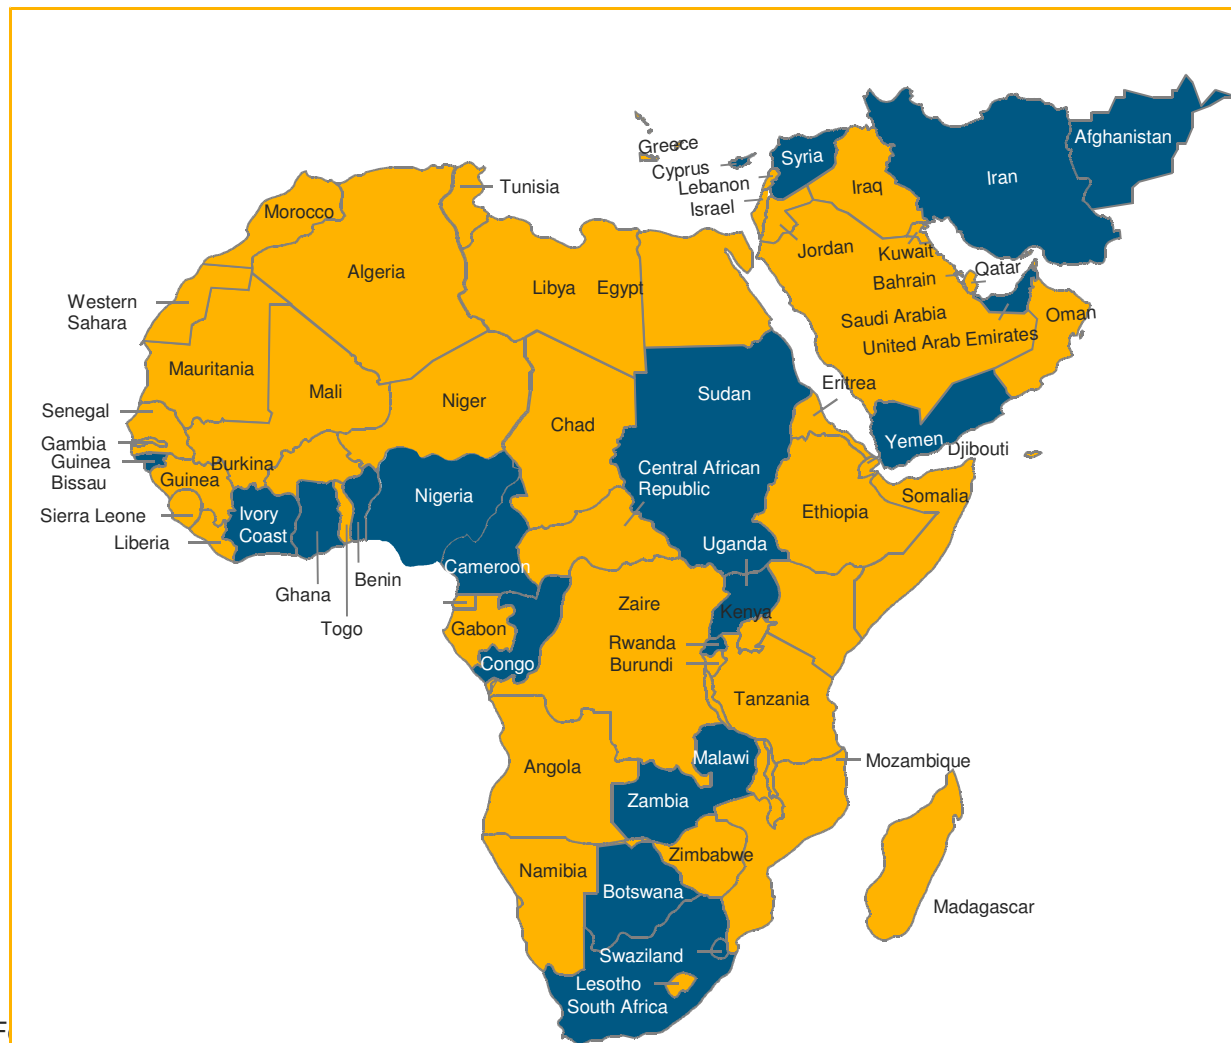 Afghanistan
Greece
Syria
Cyprus
Iran
Lebanon
Tunisia
Iraq
Israel
Morocco
Jordan
Kuwait
Qatar
Algeria
Bahrain
Libya
Egypt
Western
Sahara
Saudi Arabia
Oman
United Arab Emirates
Mauritania
Mali
Niger
Sudan
Eritrea
Senegal
Chad
Gambia
Yemen
Djibouti
Guinea
Bissau
Burkina
Guinea
Central African
Republic
Nigeria
Somalia
Sierra Leone
Ivory
Coast
Ethiopia
Liberia
Uganda
Cameroon
Benin
Ghana
Zaire
Kenya
Togo
Gabon
Rwanda
Congo
Burundi
Tanzania
Malawi
Mozambique
Angola
Zambia
Zimbabwe
Namibia
Botswana
Madagascar
Swaziland
Lesotho
South Africa